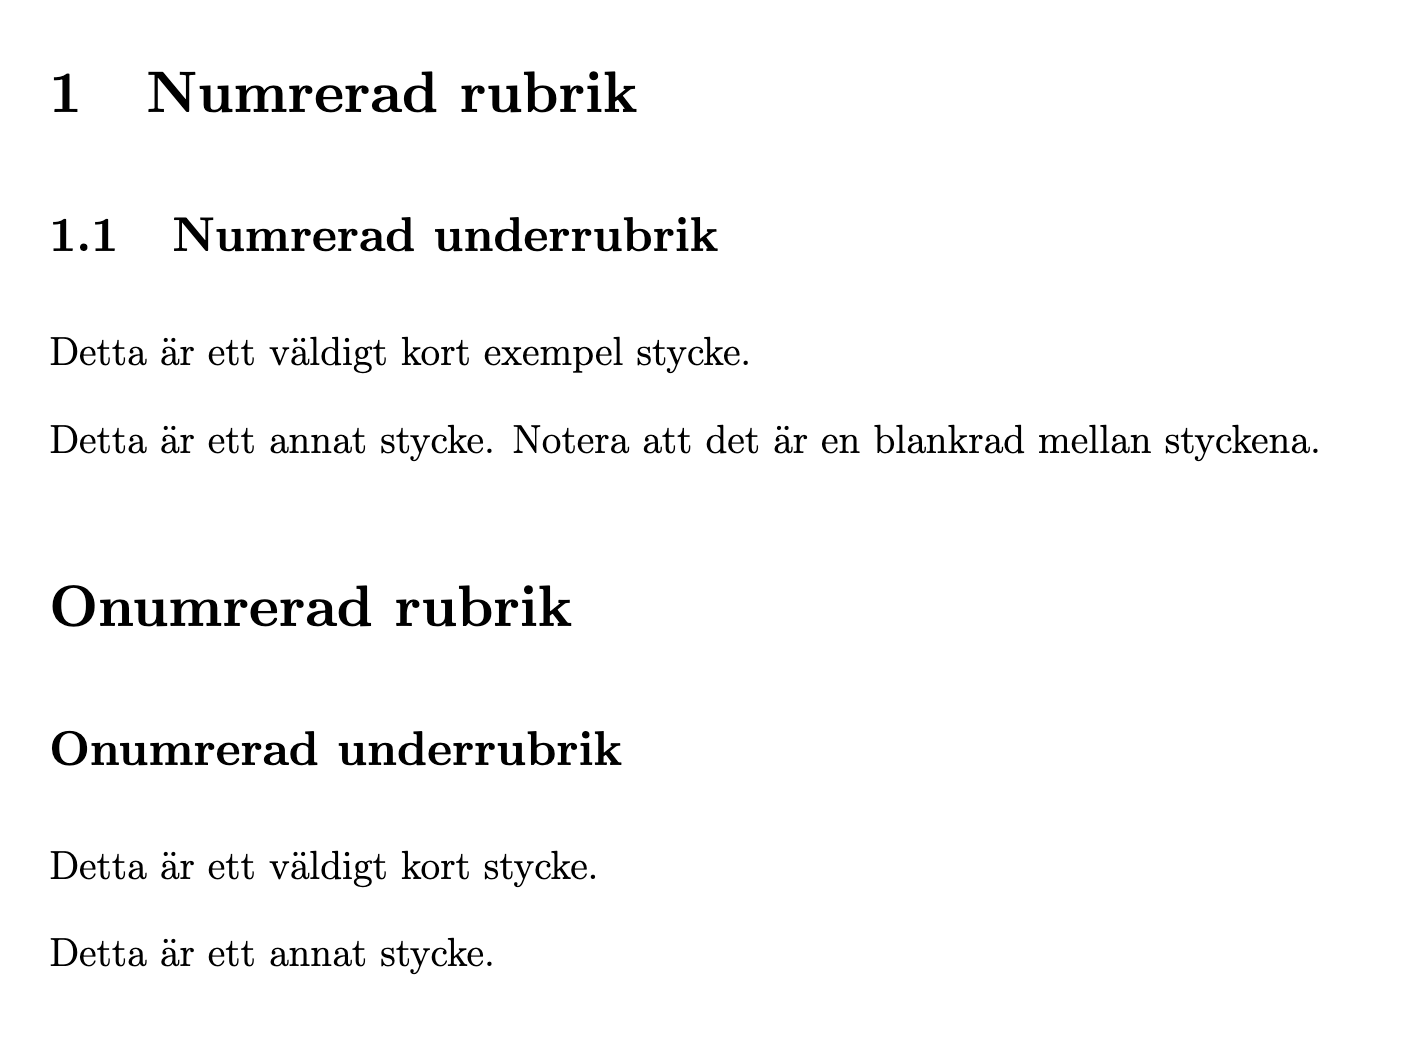 1 Numrerad rubrik
1.1 Numrerad underrubrik
Detta är ett väldigt kort exempel stycke.
Detta är ett annat stycke. Notera att det är en blankrad mellan styckena.
Onumrerad rubrik
Onumrerad underrubrik
Detta är ett väldigt kort stycke.
Detta är ett annat stycke.